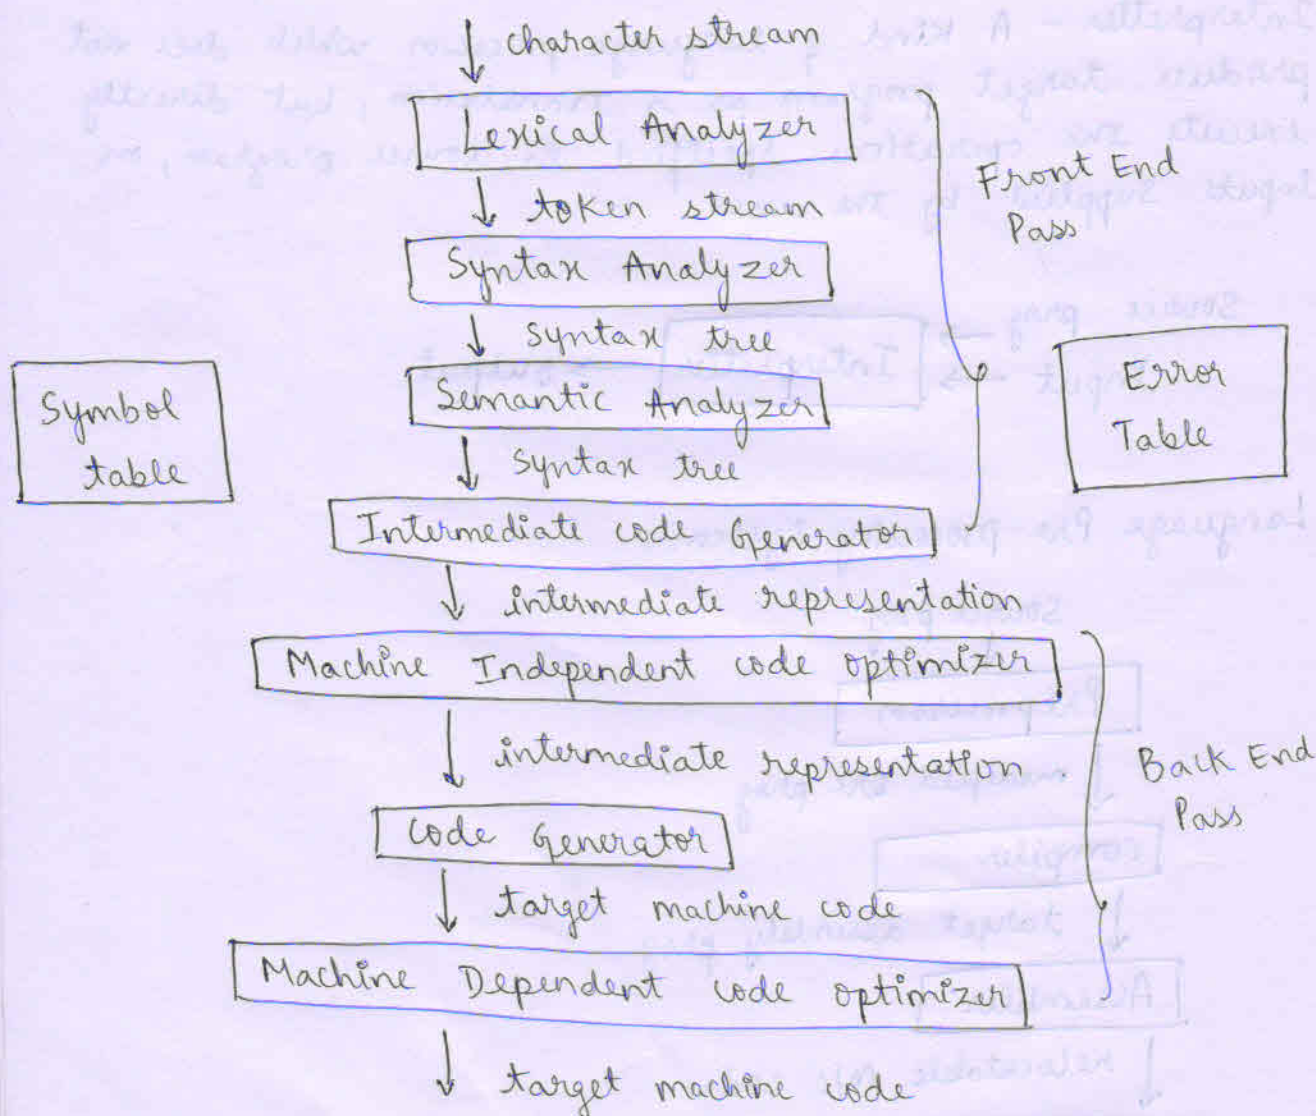 character stream
Lexical Analyzer
token stream
Front End
Pass
Syntax Analyzer
syntax tree
Symbol
table
Semantic Analyzer
Error
Table
syntax tree
Intermediate code Generator
intermediate representation
Machine Independent code optimizer
intermediate representation
Back End
Pass
Code Generator
target machine code
Machine Dependent code optimizer
target machine code